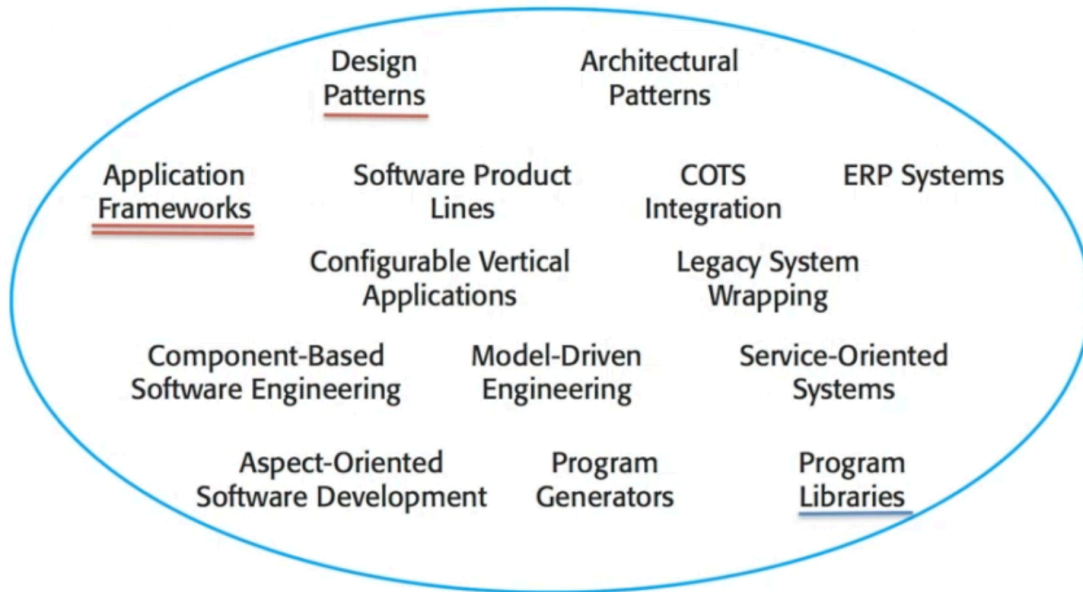 Design
Patterns
Architectural
Patterns
Application
Frameworks
Software Product
Lines
COTS
Integration
ERP Systems
Configurable Vertical
Applications
Legacy System
Wrapping
Component-Based
Software Engineering
Model-Driven
Engineering
Service-Oriented
Systems
Aspect-Oriented
Software Development
Program
Generators
Program
Libraries